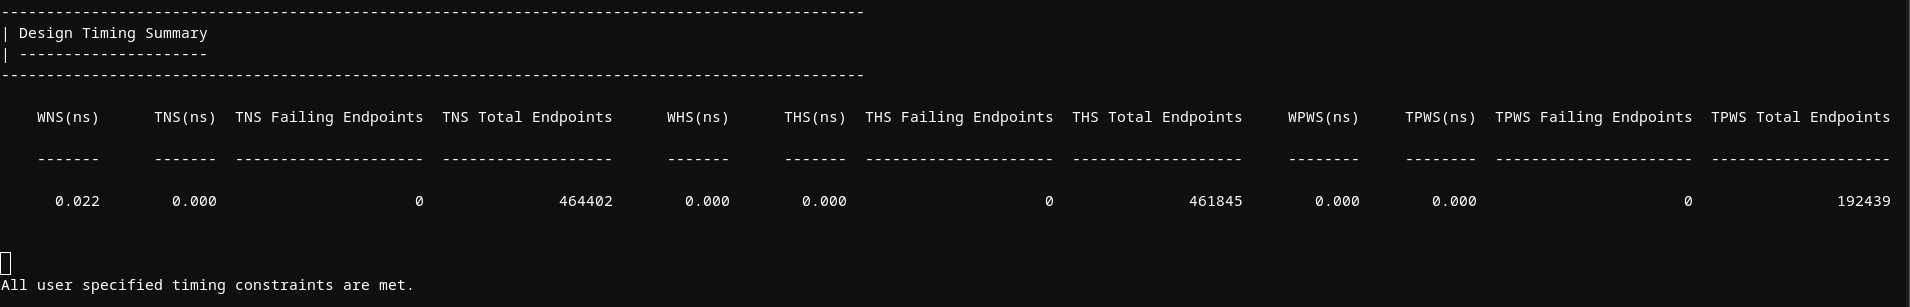 ------------------------------------------------------------------------------------------------
| Design Timing Summary
| ---------------------
------------------------------------------------------------------------------------------------
    WNS(ns)      TNS(ns)  TNS Failing Endpoints  TNS Total Endpoints      WHS(ns)      THS(ns)  THS Failing Endpoints  THS Total Endpoints     WPWS(ns)     TPWS(ns)  TPWS Failing Endpoints  TPWS Total Endpoints
    -------      -------  ---------------------  -------------------      -------      -------  ---------------------  -------------------     --------     --------  ----------------------  --------------------
      0.022        0.000                      0               464402        0.000        0.000                      0               461845        0.000        0.000                       0                192439
All user specified timing constraints are met.